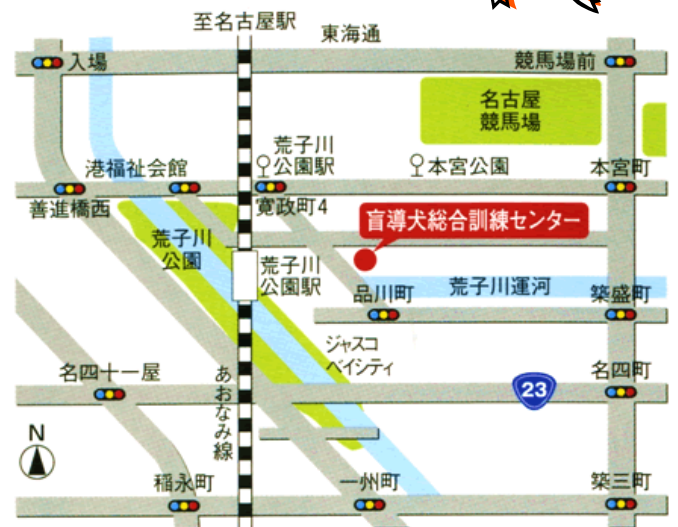 至名古屋駅
東海通
入場
競馬場前
名古屋
競馬場
荒子川
公園駅
港福祉会館
本宮公園
本宮町
善進橋西
寛政町4
盲導犬総合訓練センター
荒子川
公園
荒子川
公園駅
荒子川運河
品川町
築盛町
ジャスコ
ベイシティ
名四十一屋
あおなみ線
23
名四町
N
稲永町
一州町
築三町